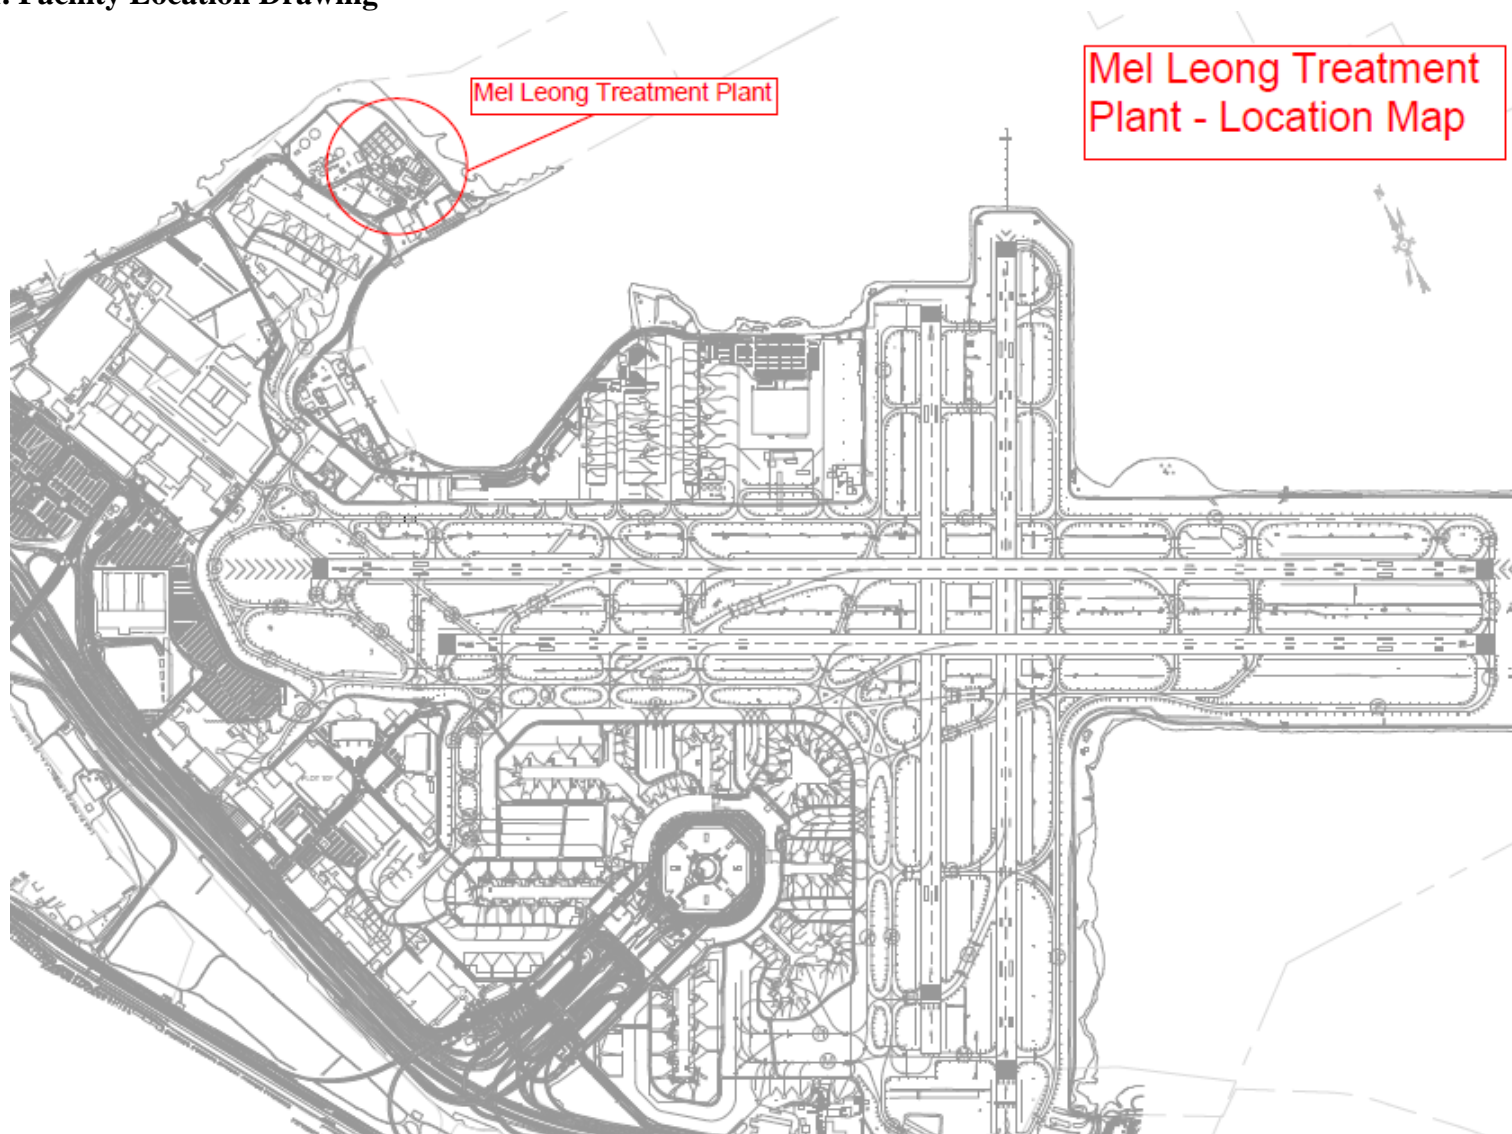 Facility Location Drawing
Mel Leong Treatment Plant
Mel Leong Treatment
Plant - Location Map
N